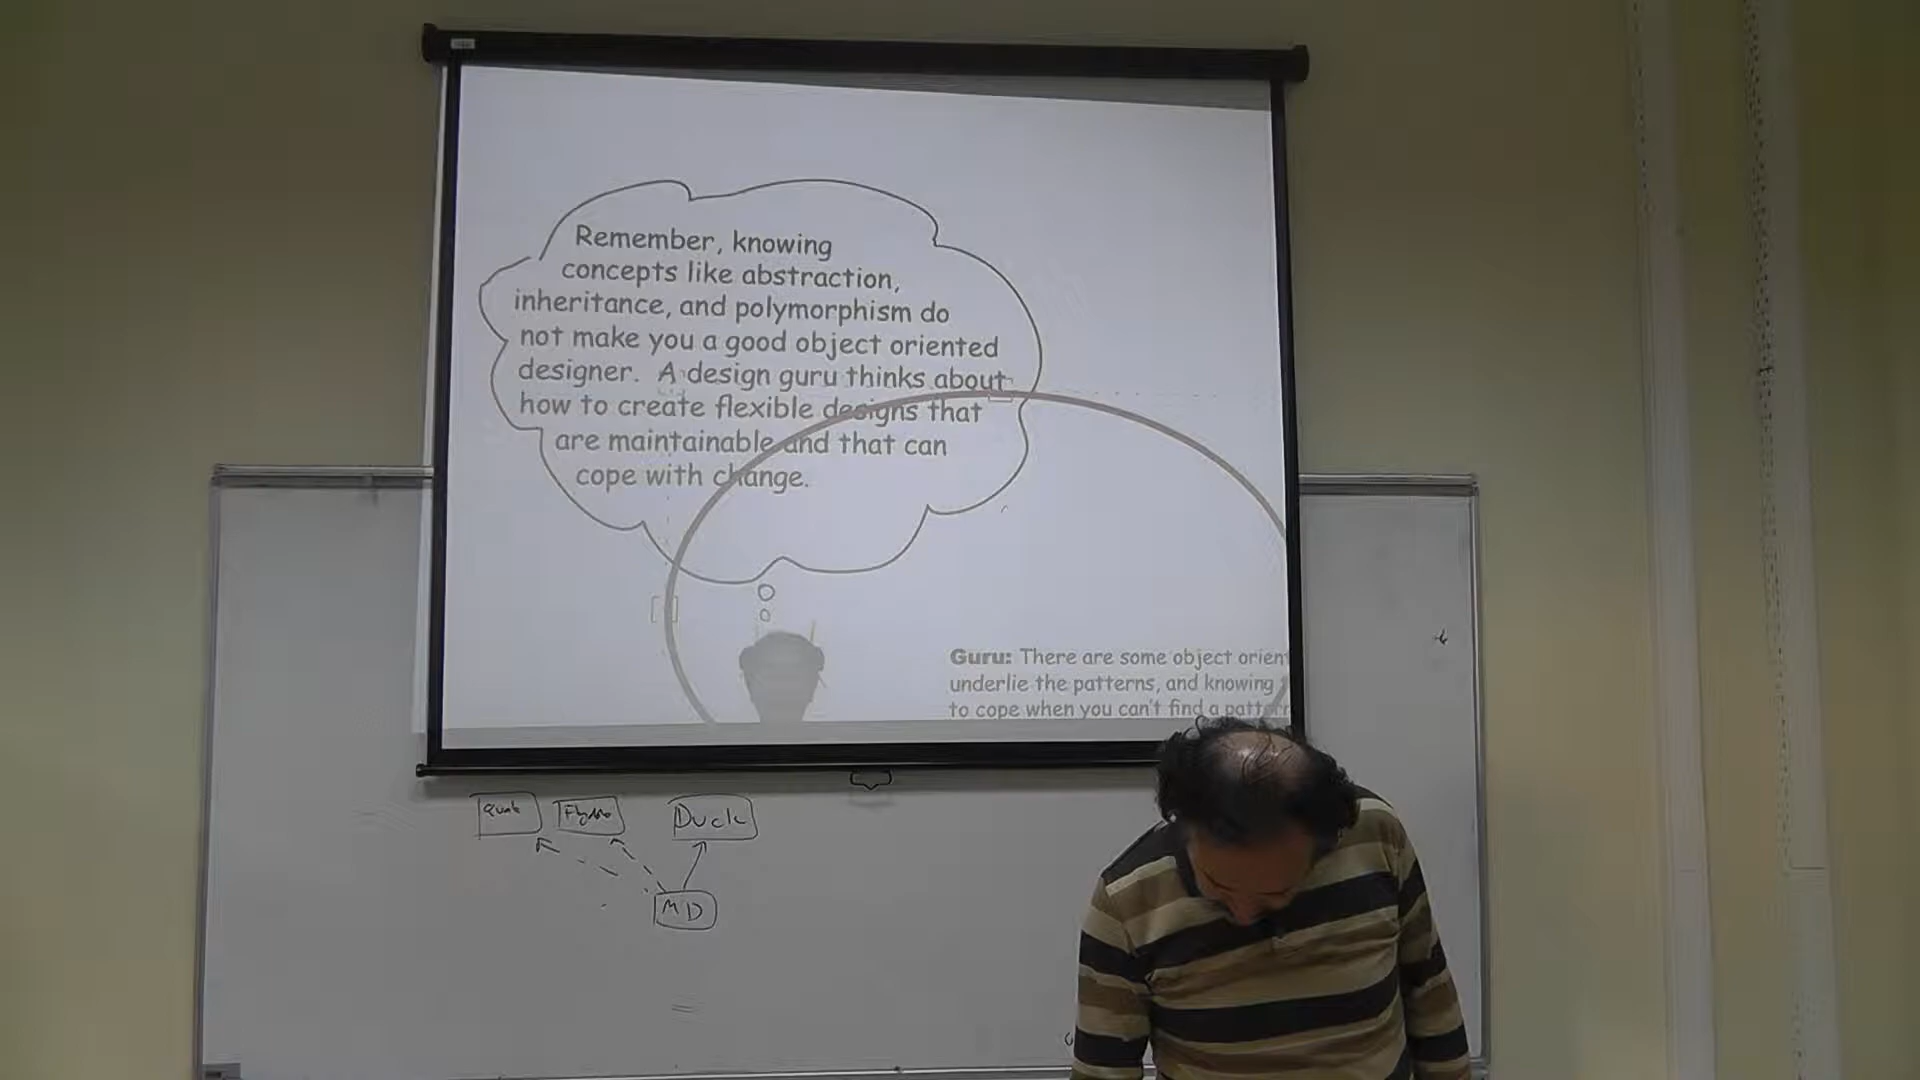 Remember, knowing
concepts like abstraction,
inheritance, and polymorphism do
not make you a good object oriented
designer. A design guru thinks about
how to create flexible designs that
are maintainable and that can
cope with change.
Guru: There are some object orient
underlie the patterns, and knowing
to cope when you can't find a pattern
Duck
MD